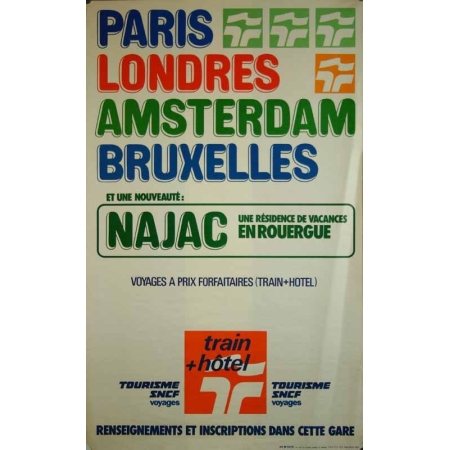 PARIS
LONDRES
AMSTERDAM
BRUXELLES
ET UNE NOUVEAUTÉ:
NAJAC
UNE RÉSIDENCE DE VACANCES
EN ROUERGUE
VOYAGES A PRIX FORFAITAIRES (TRAIN+HOTEL)
train
+hôtel
TOURISME
SNCF
voyages
TOURISME
SNCF
voyages
RENSEIGNEMENTS ET INSCRIPTIONS DANS CETTE GARE